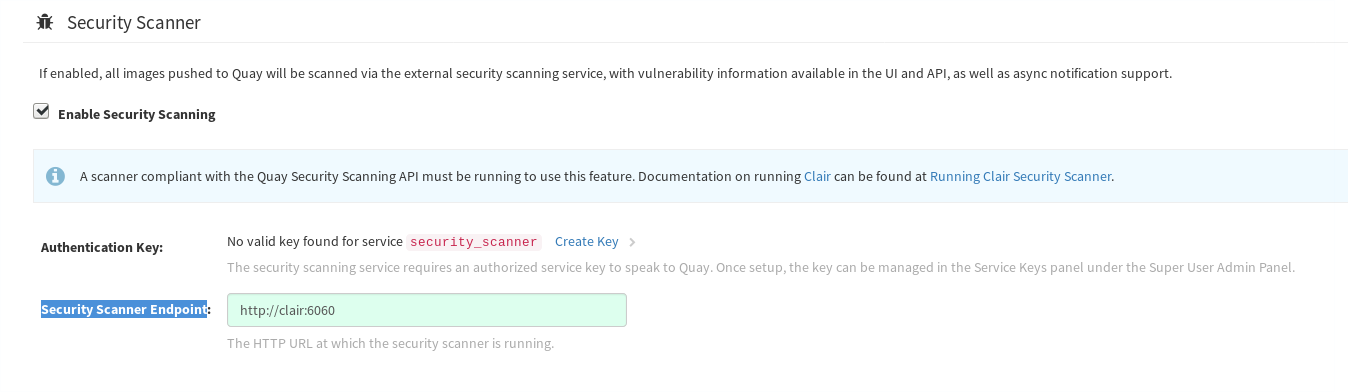 Security Scanner
If enabled, all images pushed to Quay will be scanned via the external security scanning service, with vulnerability information available in the UI and API, as well as async notification support.
Enable Security Scanning
A scanner compliant with the Quay Security Scanning API must be running to use this feature. Documentation on running Clair can be found at Running Clair Security Scanner.
Authentication Key: No valid key found for service security_scanner Create Key
The security scanning service requires an authorized service key to speak to Quay. Once setup, the key can be managed in the Service Keys panel under the Super User Admin Panel.
Security Scanner Endpoint: http://clair:6060
The HTTP URL at which the security scanner is running.